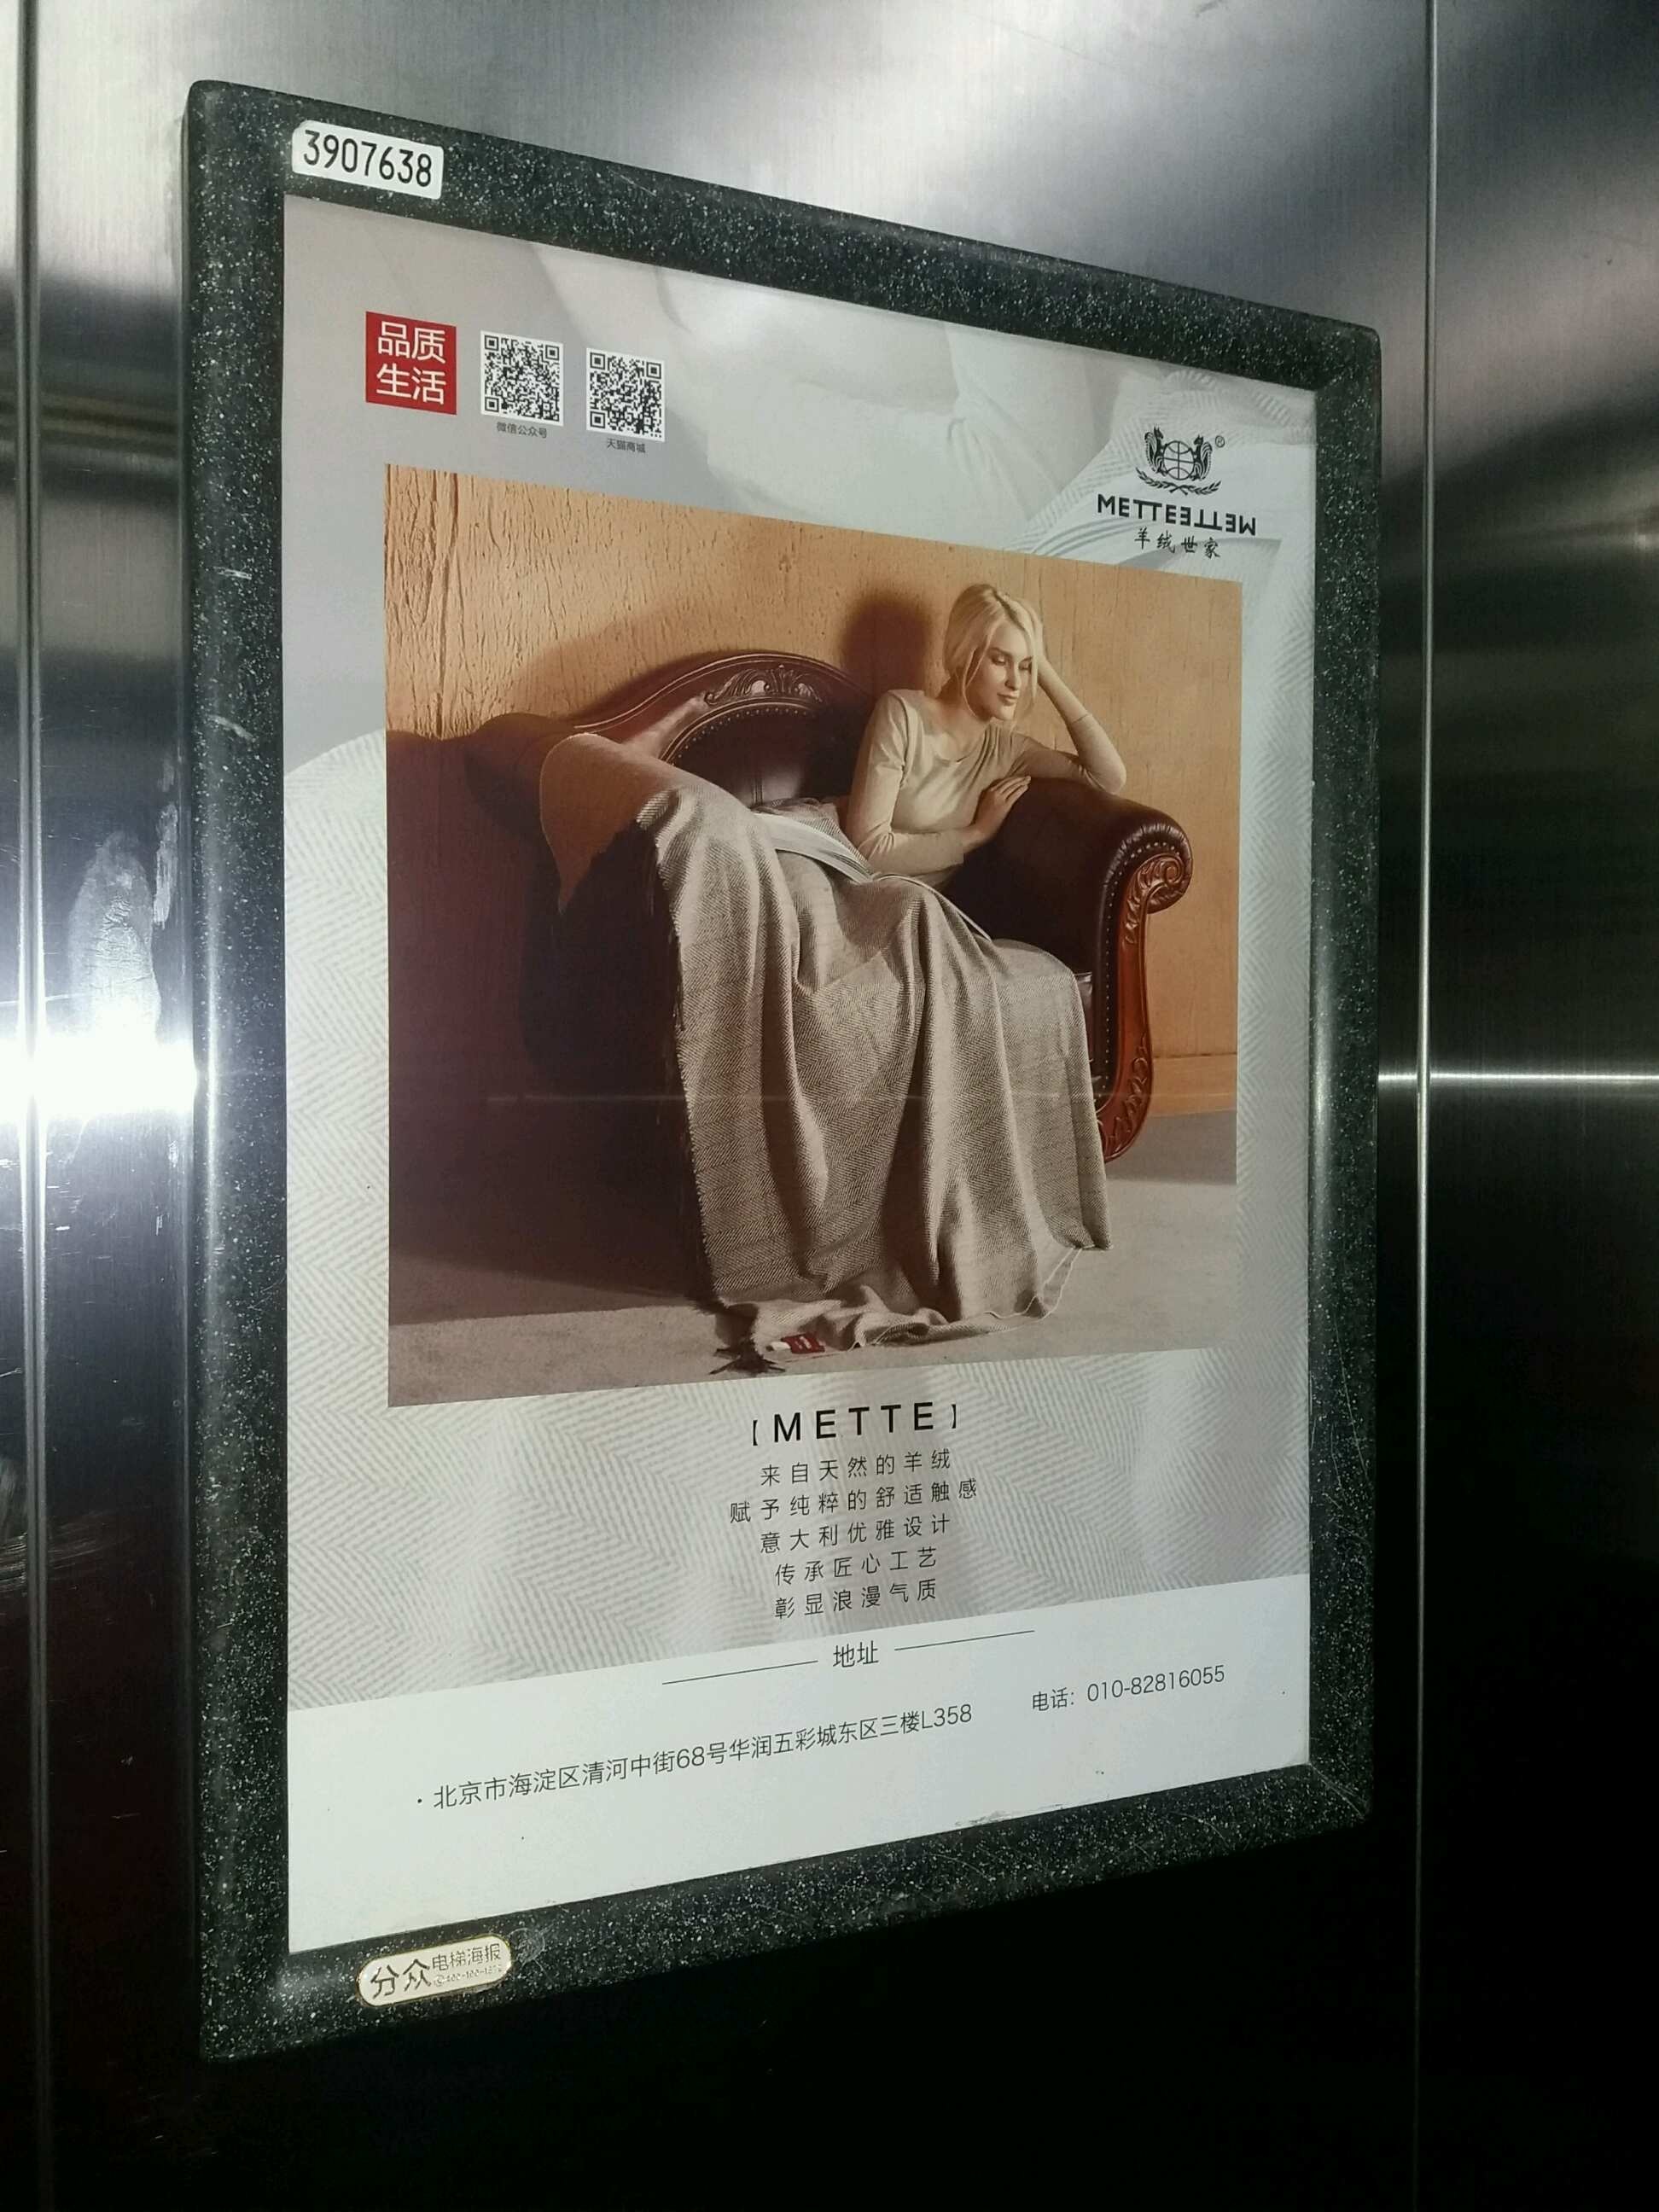 3907638
品质
生活
微信公众号
天猫商城
®
METTEETTEM
羊绒世家
【METTE】
来自天然的羊绒
赋予纯粹的舒适触感
意大利优雅设计
传承匠心工艺
彰显浪漫气质
地址
·北京市海淀区清河中街68号华润五彩城东区三楼L358
电话：010-82816055
分众 电梯海报